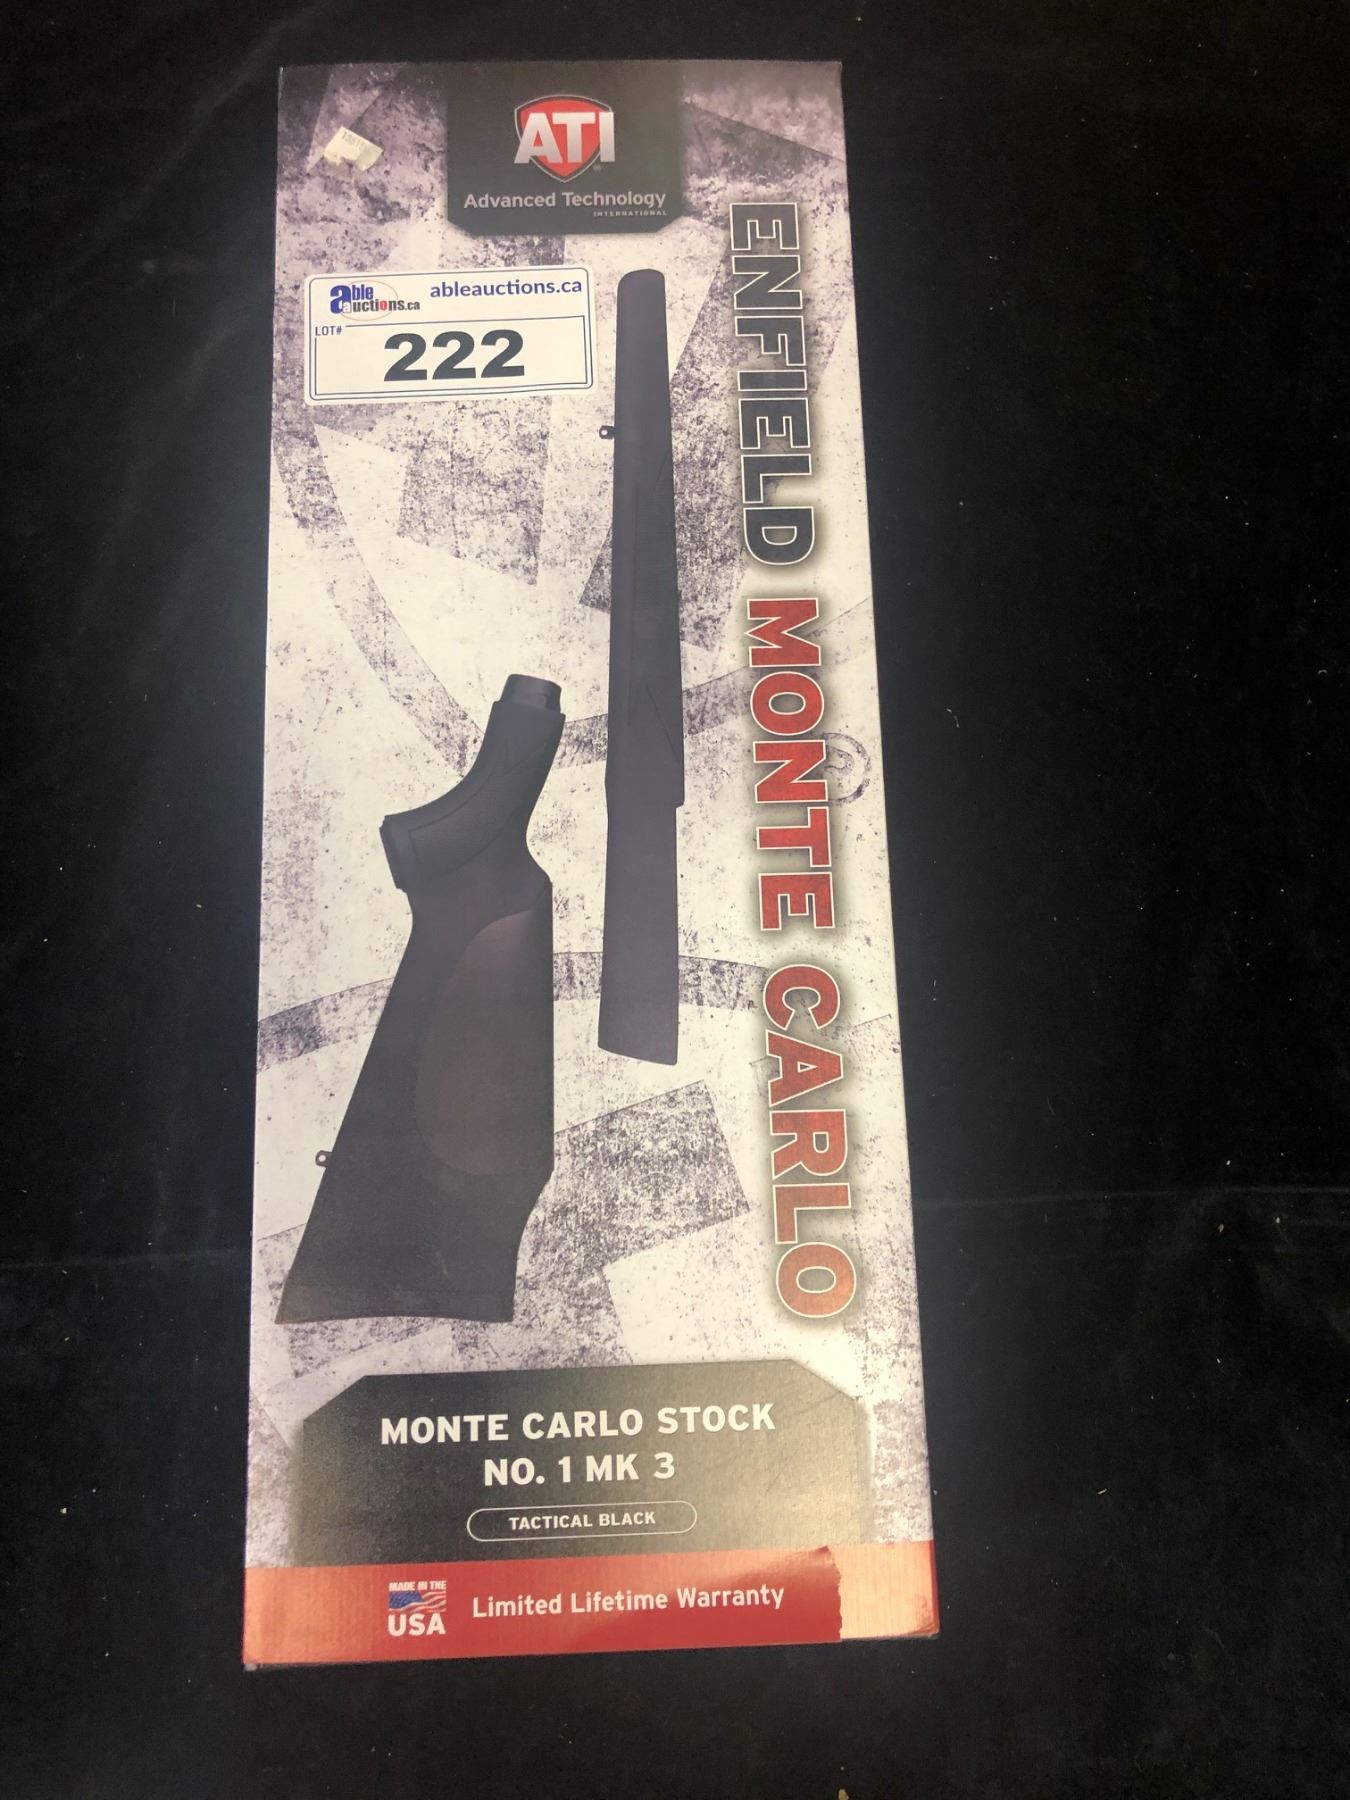 ATI
Advanced Technology
INTERNATIONAL
able auctions.ca
ableauctions.ca
LOT#
222
ENFIELD MONTE CARLO
MONTE CARLO STOCK
NO. 1 MK 3
TACTICAL BLACK
MADE IN THE
USA
Limited Lifetime Warranty